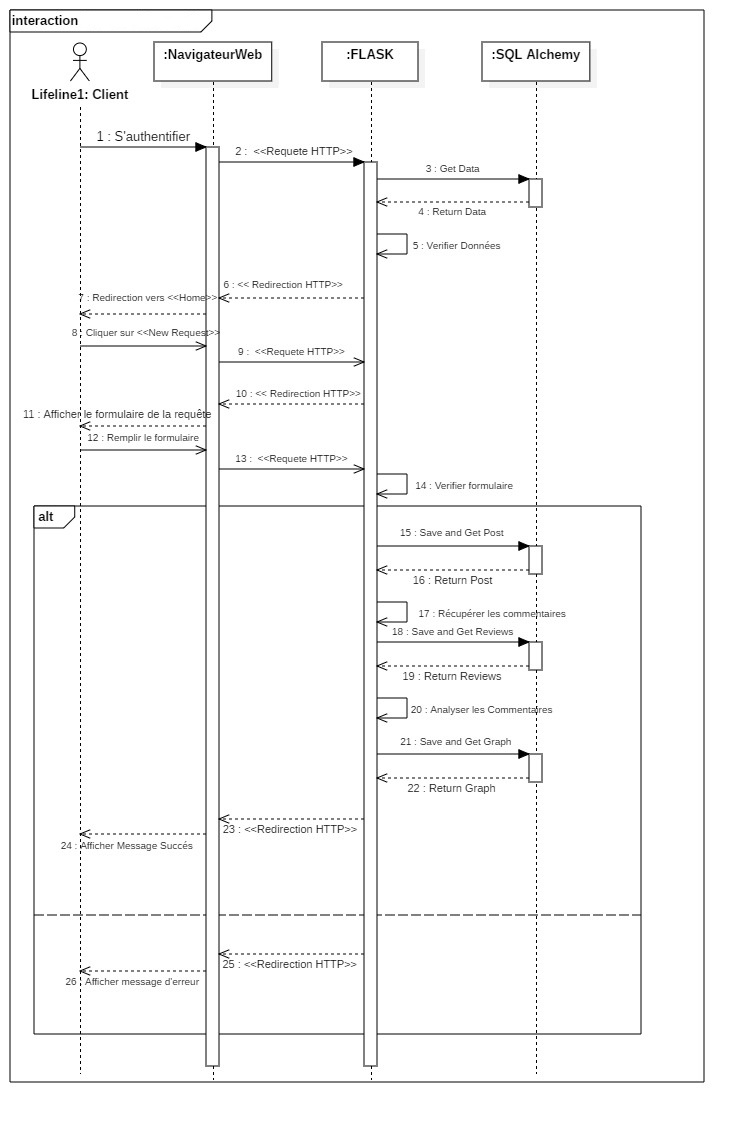 interaction
:NavigateurWeb
:FLASK
:SQL Alchemy
Lifeline1: Client
1 : S'authentifier
2 : <<Requete HTTP>>
3 : Get Data
4 : Return Data
5 : Verifier Données
6 : << Redirection HTTP>>
7 : Redirection vers <<Home>>
8 : Cliquer sur <<New Request>>
9 : <<Requete HTTP>>
10 : << Redirection HTTP>>
11 : Afficher le formulaire de la requête
12 : Remplir le formulaire
13 : <<Requete HTTP>>
14 : Verifier formulaire
alt
15 : Save and Get Post
16 : Return Post
17 : Récupérer les commentaires
18 : Save and Get Reviews
19 : Return Reviews
20 : Analyser les Commentaires
21 : Save and Get Graph
22 : Return Graph
23 : <<Redirection HTTP>>
24 : Afficher Message Succés
25 : <<Redirection HTTP>>
26 : Afficher message d'erreur